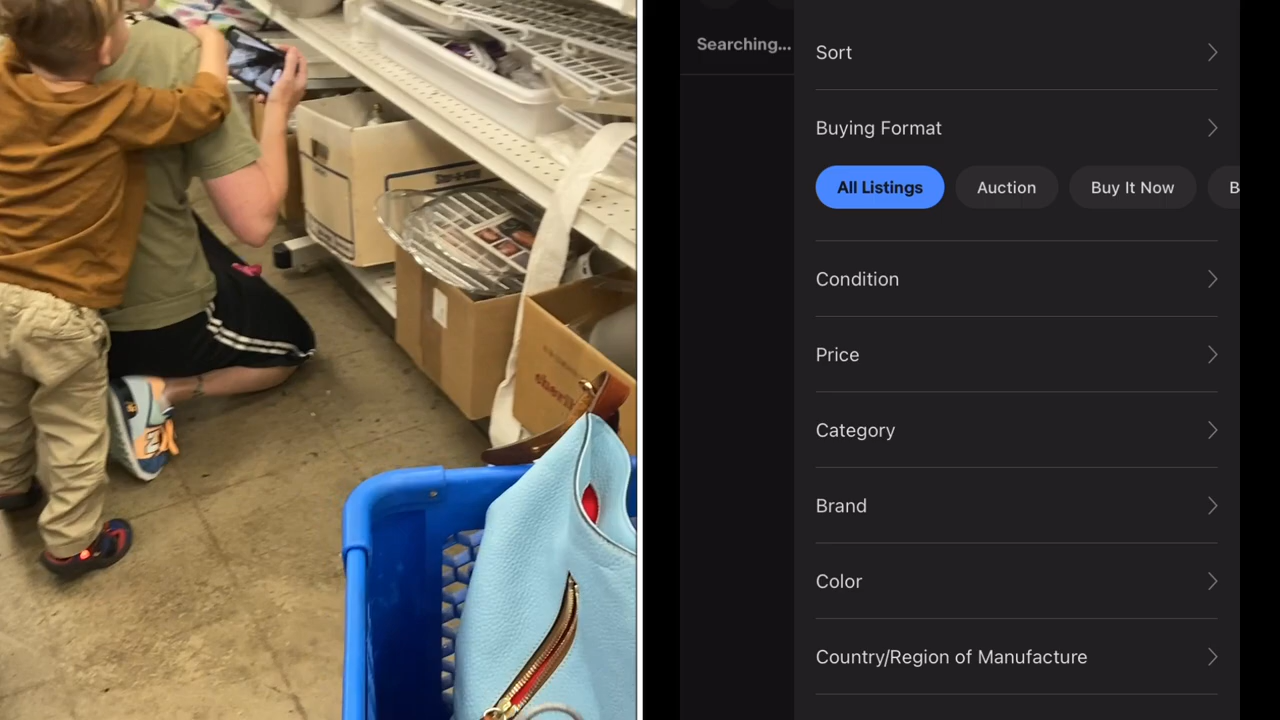 Searching...
Sort
Buying Format
All Listings
Auction
Buy It Now
B
Condition
Price
Category
Brand
Color
Country/Region of Manufacture